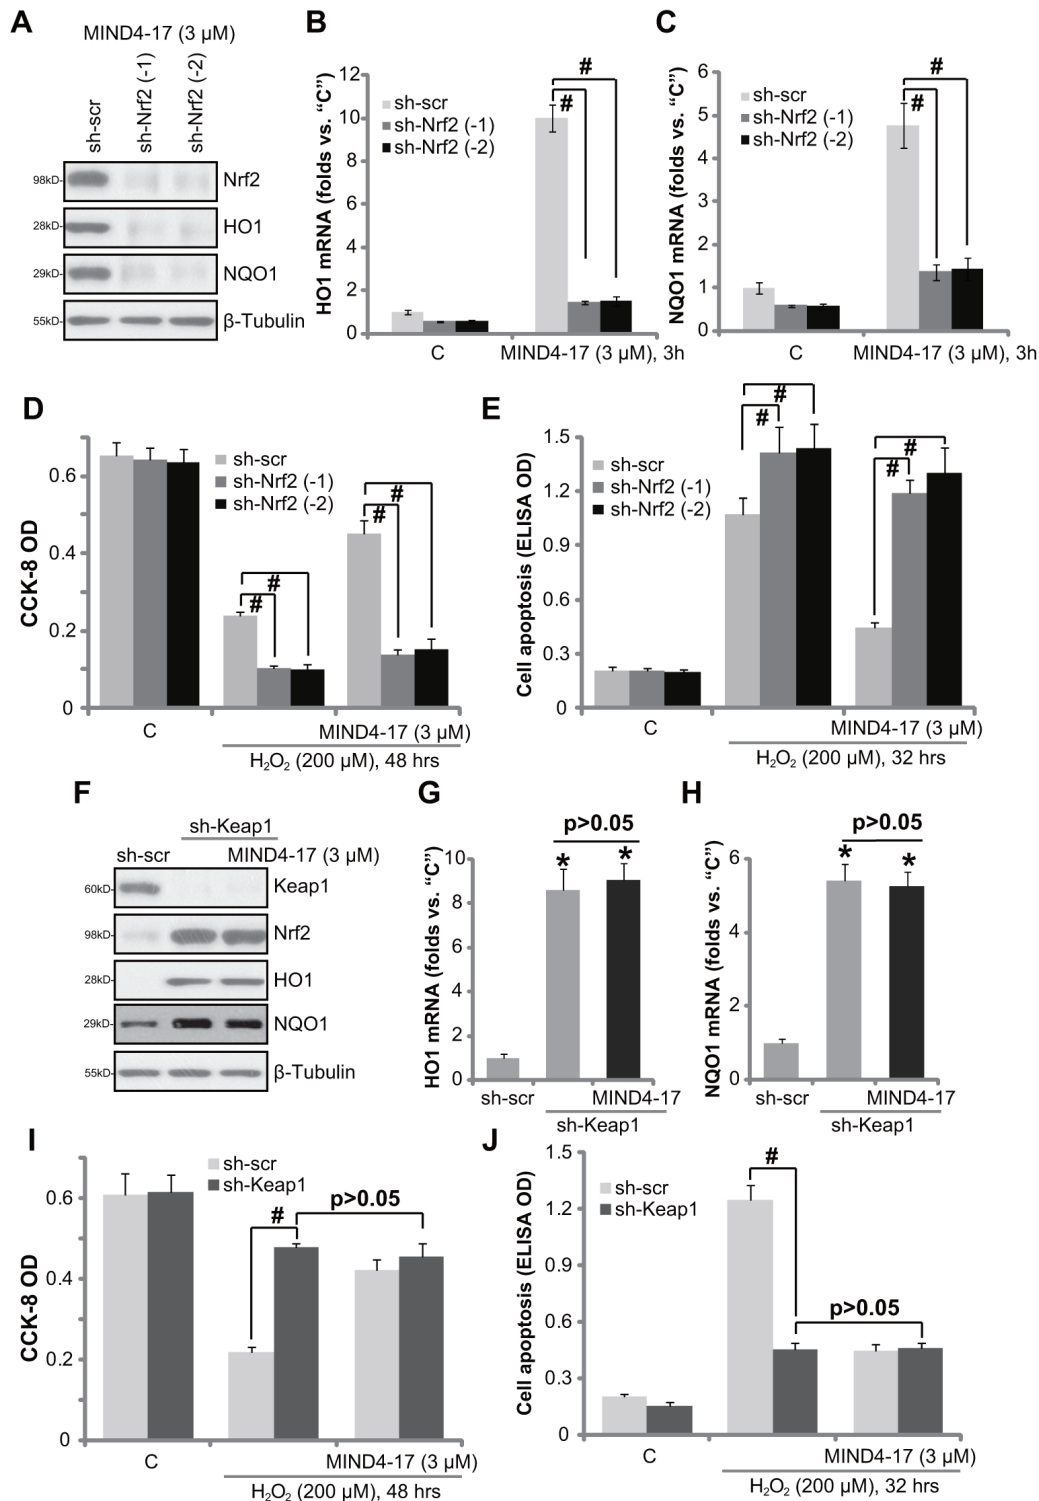 A
MIND4-17 (3 µM)
sh-scr
sh-Nrf2 (-1)
sh-Nrf2 (-2)
98kD- Nrf2
28kD- HO1
29kD- NQO1
55kD- β-Tubulin
B
HO1 mRNA (folds vs. “C”)
12
10
8
6
4
2
0
sh-scr
sh-Nrf2 (-1)
sh-Nrf2 (-2)
#
#
C
MIND4-17 (3 µM), 3h
C
NQO1 mRNA (folds vs. “C”)
6
5
4
3
2
1
0
sh-scr
sh-Nrf2 (-1)
sh-Nrf2 (-2)
#
#
C
MIND4-17 (3 µM), 3h
D
CCK-8 OD
0.6
0.4
0.2
0
sh-scr
sh-Nrf2 (-1)
sh-Nrf2 (-2)
#
#
#
#
C
MIND4-17 (3 µM)
H₂O₂ (200 µM), 48 hrs
E
Cell apoptosis (ELISA OD)
1.5
1.2
0.9
0.6
0.3
0
sh-scr
sh-Nrf2 (-1)
sh-Nrf2 (-2)
#
#
#
#
C
MIND4-17 (3 µM)
H₂O₂ (200 µM), 32 hrs
F
sh-Keap1
sh-scr MIND4-17 (3 µM)
60kD- Keap1
98kD- Nrf2
28kD- HO1
29kD- NQO1
55kD- β-Tubulin
G
HO1 mRNA (folds vs. “C”)
10
8
6
4
2
0
p>0.05
* *
sh-scr MIND4-17
sh-Keap1
H
NQO1 mRNA (folds vs. “C”)
6
4
2
0
p>0.05
* *
sh-scr MIND4-17
sh-Keap1
I
CCK-8 OD
0.6
0.4
0.2
0
sh-scr
sh-Keap1
#
p>0.05
C
MIND4-17 (3 µM)
H₂O₂ (200 µM), 48 hrs
J
Cell apoptosis (ELISA OD)
1.5
1.2
0.9
0.6
0.3
0
sh-scr
sh-Keap1
#
p>0.05
C
MIND4-17 (3 µM)
H₂O₂ (200 µM), 32 hrs